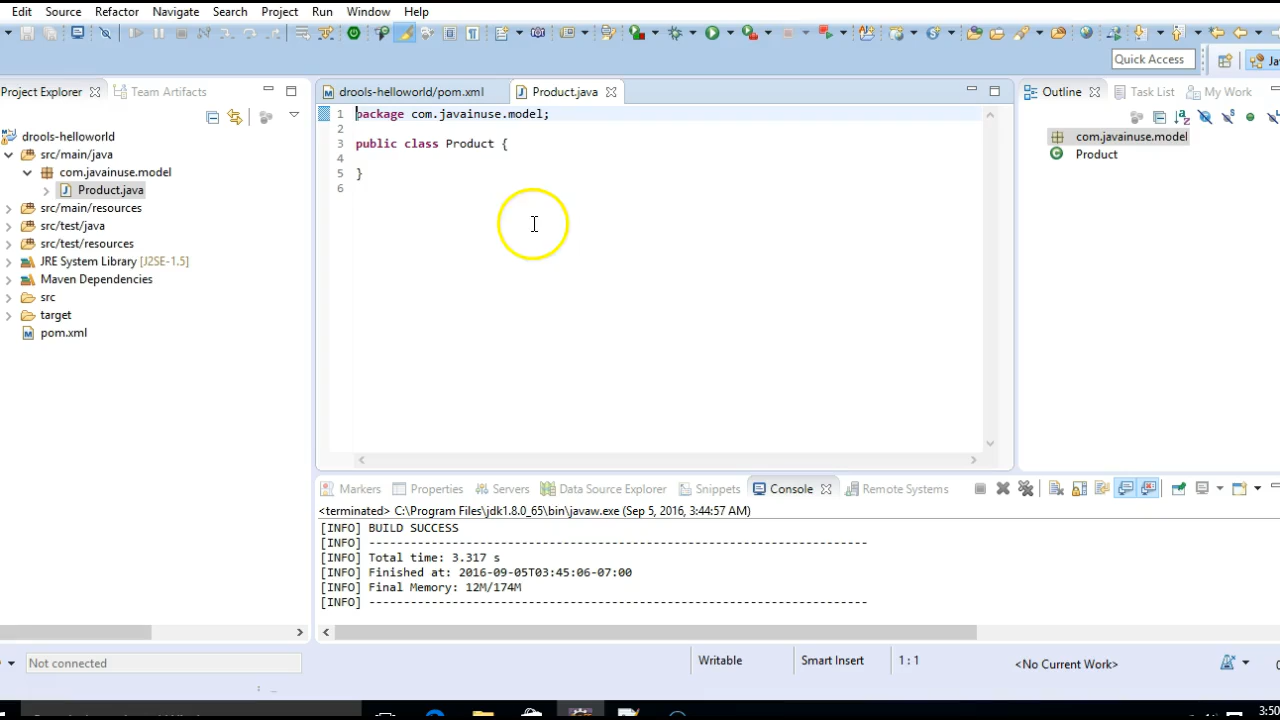 Edit Source Refactor Navigate Search Project Run Window Help
Quick Access
Project Explorer Team Artifacts
drools-helloworld
src/main/java
com.javainuse.model
Product.java
src/main/resources
src/test/java
src/test/resources
JRE System Library [J2SE-1.5]
Maven Dependencies
src
target
pom.xml
drools-helloworld/pom.xml Product.java
1 package com.javainuse.model;
2
3 public class Product {
4
5 }
6
Outline Task List My Work
com.javainuse.model
Product
Markers Properties Servers Data Source Explorer Snippets Console Remote Systems
<terminated> C:\Program Files\jdk1.8.0_65\bin\javaw.exe (Sep 5, 2016, 3:44:57 AM)
[INFO] BUILD SUCCESS
[INFO] ------------------------------------------------------------------------
[INFO] Total time: 3.317 s
[INFO] Finished at: 2016-09-05T03:45:06-07:00
[INFO] Final Memory: 12M/174M
[INFO] ------------------------------------------------------------------------
Not connected
Writable Smart Insert 1 : 1 <No Current Work>
3:50